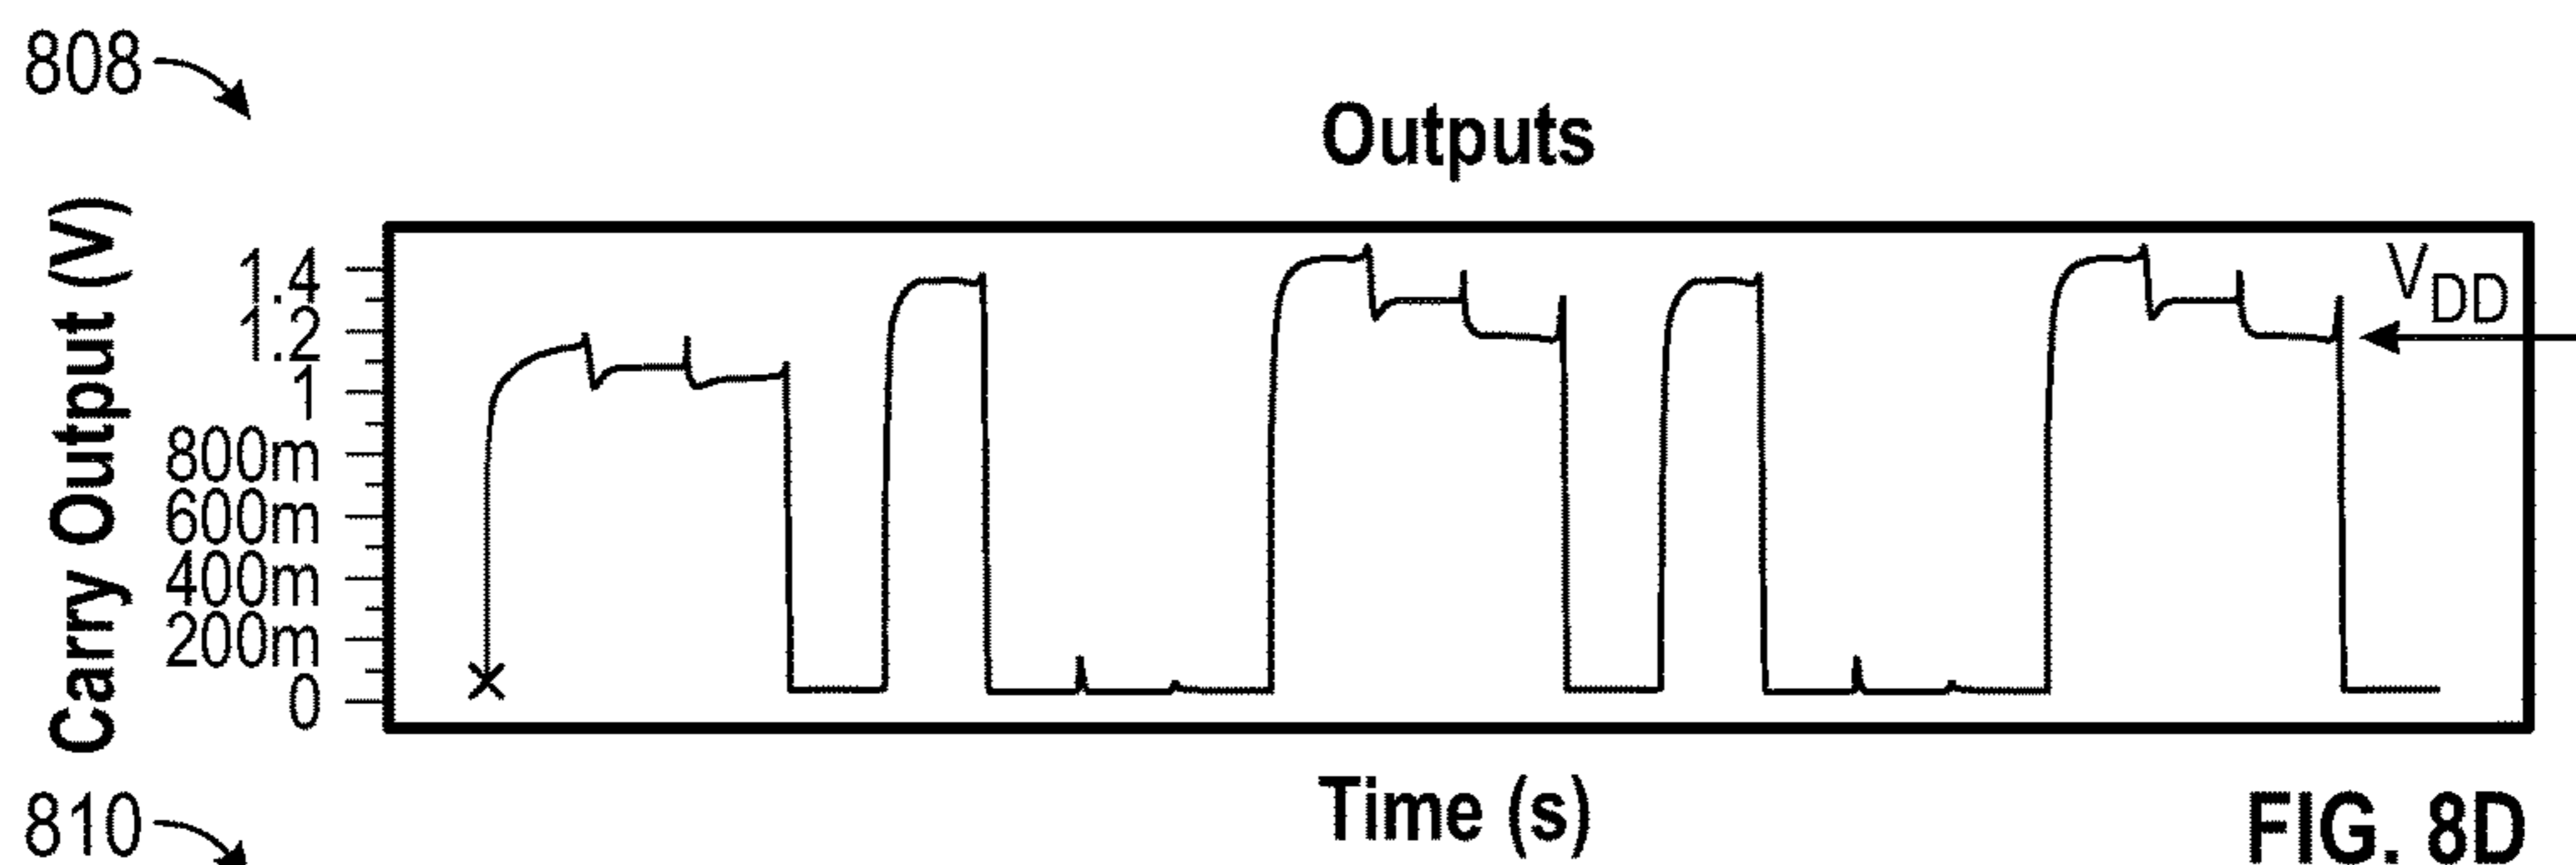 808
Outputs
Carry Output (V)
1.4
1.2
1
800m
600m
400m
200m
0
VDD
Time (s)
FIG. 8D
810